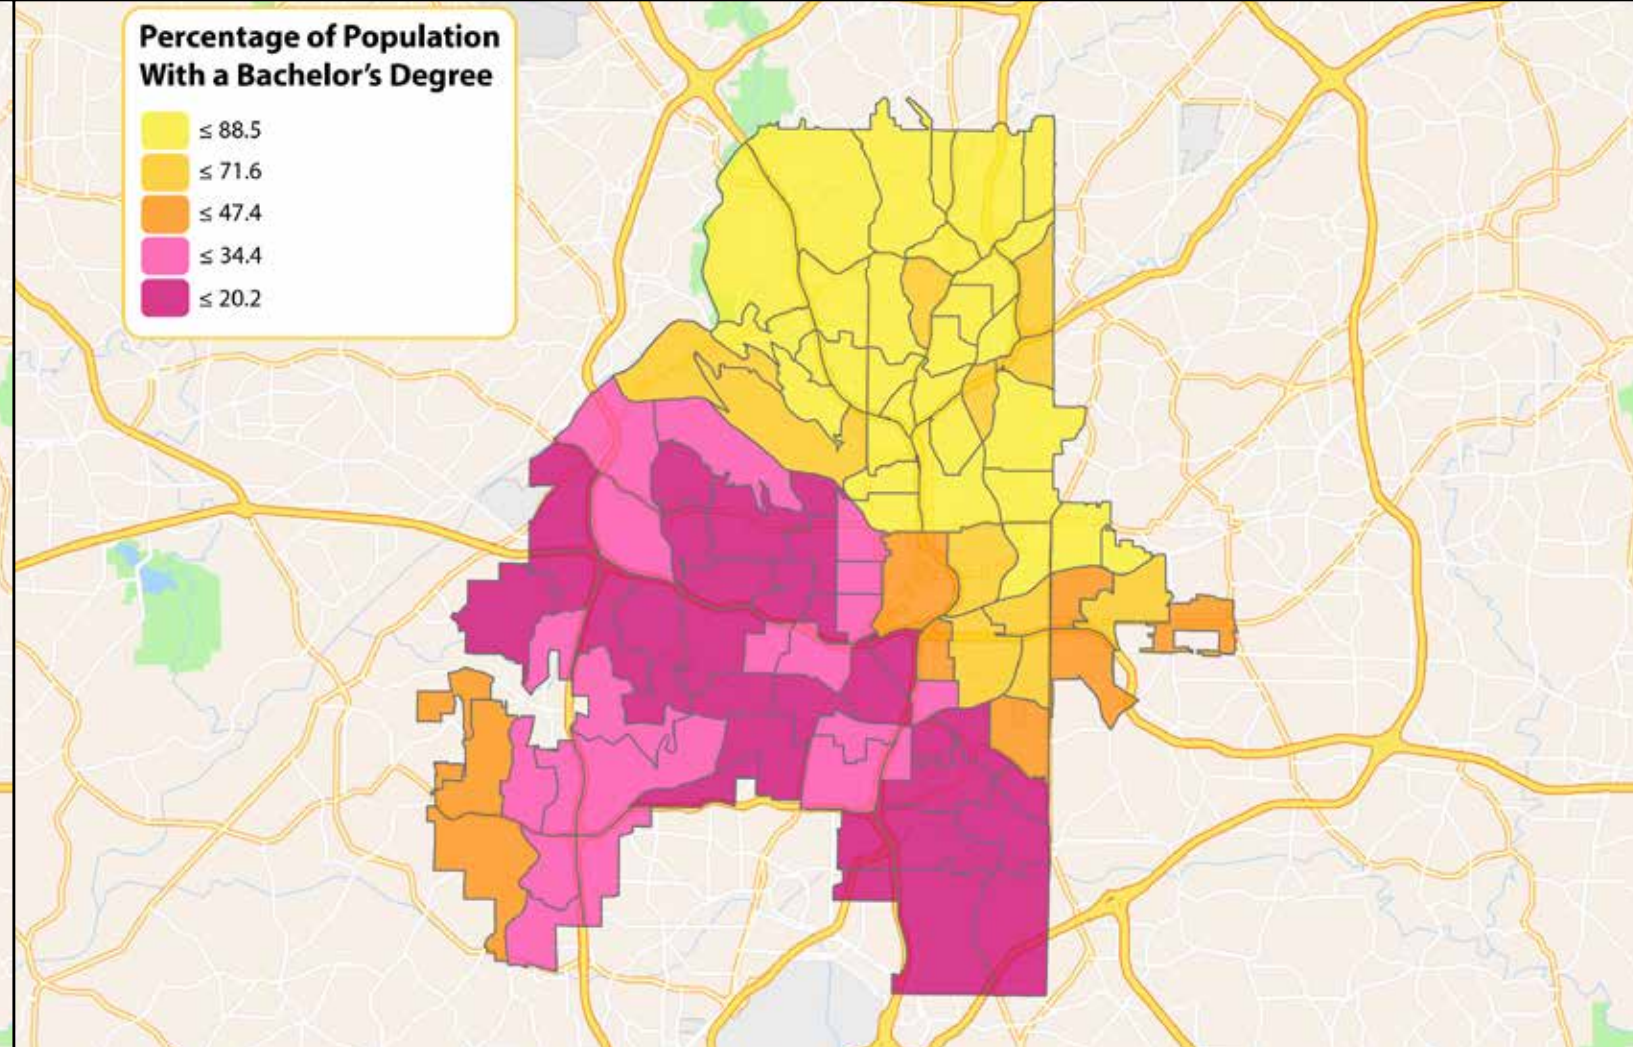 Percentage of Population
With a Bachelor’s Degree
≤ 88.5
≤ 71.6
≤ 47.4
≤ 34.4
≤ 20.2